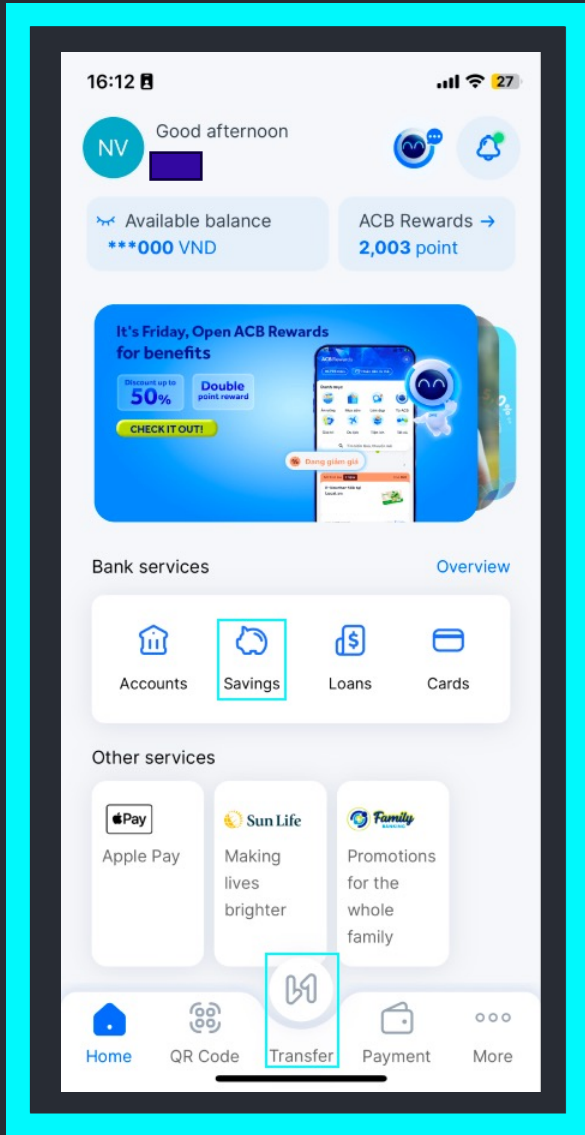 16:12
27
NV
Good afternoon
Available balance
***000 VND
ACB Rewards →
2,003 point
It's Friday, Open ACB Rewards
for benefits
Discount up to
50%
Double
point reward
CHECK IT OUT!
Đang giảm giá
Bank services
Overview
Accounts
Savings
Loans
Cards
Other services
Pay
Apple Pay
Sun Life
Making
lives
brighter
Family
BANKING
Promotions
for the
whole
family
Home
QR Code
Transfer
Payment
More